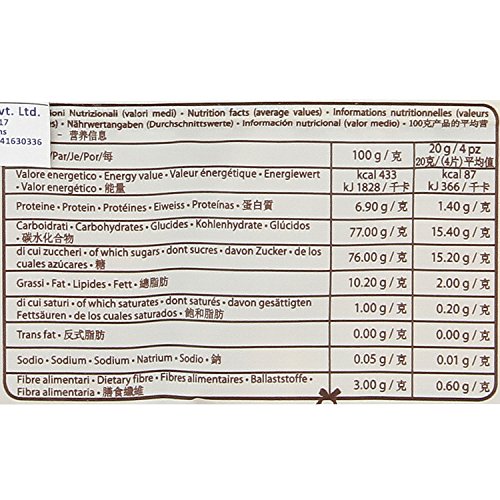 vt. Ltd.
17
ns
41630336
ioni Nutrizionali (valori medi) • Nutrition facts (average values) • Informations nutritionnelles (valeurs
es) • Nährwertangaben (Durchschnittswerte) • Información nutricional (valor medio) • 100克产品的平均营
– 营养信息
/Par/Je/Por/每 100 g / 克 20 g / 4 pz
20克/(4片)平均值
Valore energetico • Energy value • Valeur énergétique • Energiewert kcal 433 kcal 87
• Valor energético • 能量 kJ 1828 / 千卡 kJ 366 / 千卡
Proteine • Protein • Protéines • Eiweiss • Proteínas • 蛋白質 6.90 g / 克 1.40 g / 克
Carboidrati • Carbohydrates • Glucides • Kohlenhydrate • Glúcidos 77.00 g / 克 15.40 g / 克
• 碳水化合物
di cui zuccheri • of which sugars • dont sucres • davon Zucker • de los 76.00 g / 克 15.20 g / 克
cuales azúcares • 糖
Grassi • Fat • Lipides • Fett • 總脂肪 10.20 g / 克 2.00 g / 克
di cui saturi • of which saturates • dont saturés • davon gesättigten 1.00 g / 克 0.20 g / 克
Fettsäuren • de los cuales saturados • 飽和脂肪
Trans fat • 反式脂肪 0.00 g / 克 0.00 g / 克
Sodio • Sodium • Sodium • Natrium • Sodio • 鈉 0.05 g / 克 0.01 g / 克
Fibre alimentari • Dietary fibre • Fibres alimentaires • Ballaststoffe • 3.00 g / 克 0.60 g / 克
Fibra alimentaria • 膳食纖維